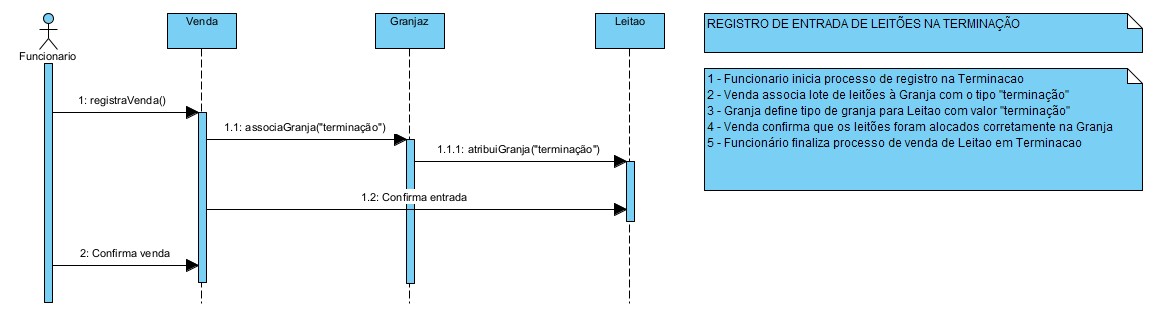 Funcionario
Venda
Granjaz
Leitao
1: registraVenda()
1.1: associaGranja("terminação")
1.1.1: atribuiGranja("terminação")
1.2: Confirma entrada
2: Confirma venda
REGISTRO DE ENTRADA DE LEITÕES NA TERMINAÇÃO
1 - Funcionario inicia processo de registro na Terminacao
2 - Venda associa lote de leitões à Granja com o tipo "terminação"
3 - Granja define tipo de granja para Leitao com valor "terminação"
4 - Venda confirma que os leitões foram alocados corretamente na Granja
5 - Funcionário finaliza processo de venda de Leitao em Terminacao